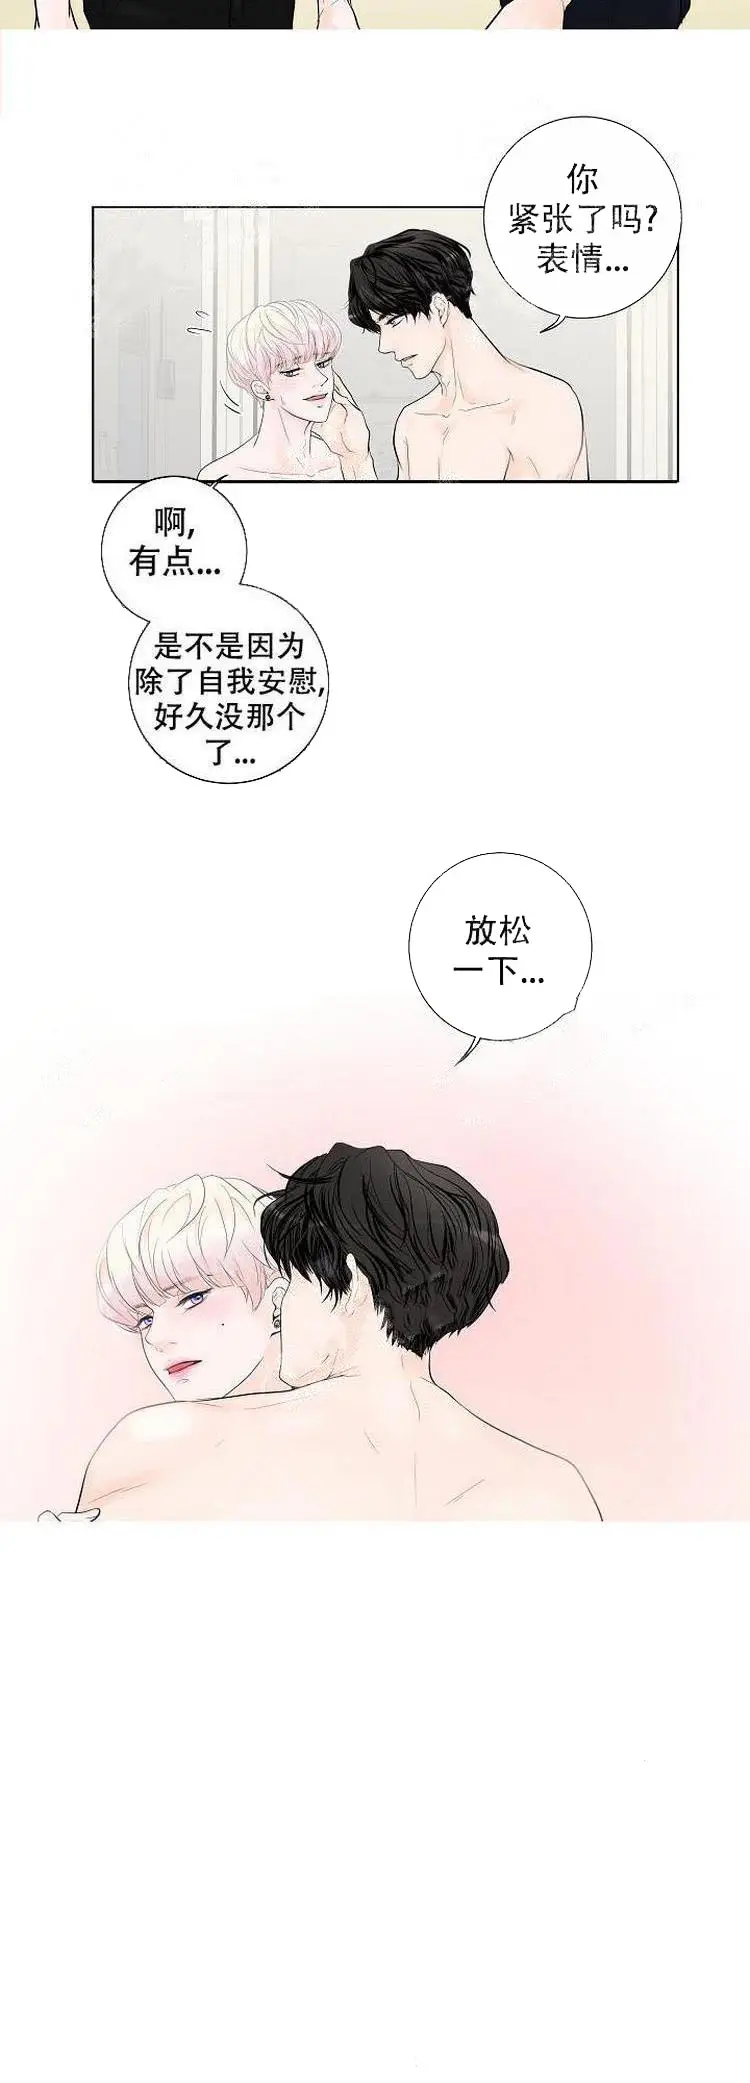 你
紧张了吗?
表情...
啊,
有点...
是不是因为
除了自我安慰,
好久没那个
了...
放松
一下...